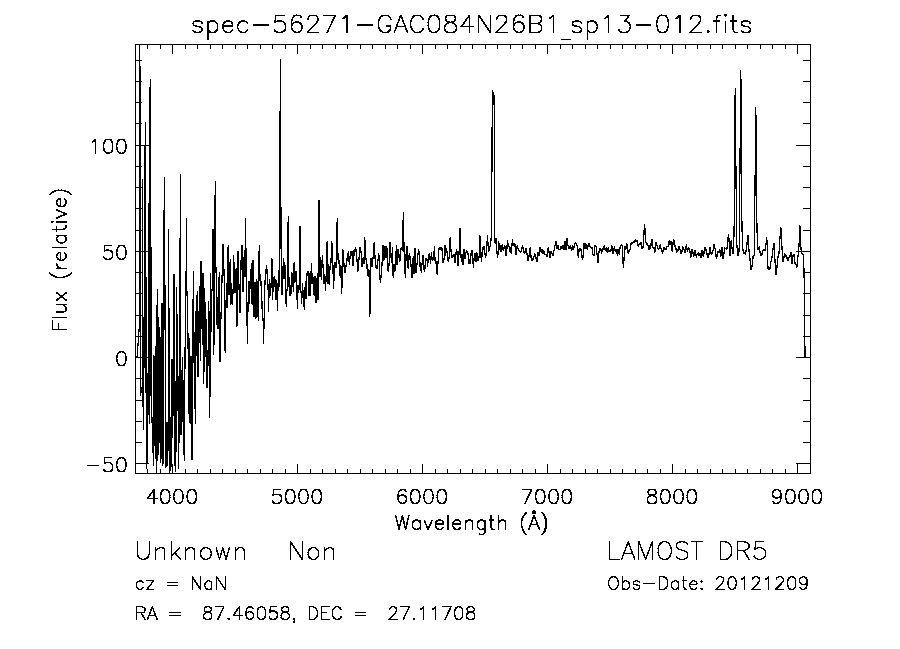 spec-56271-GAC084N26B1_sp13-012.fits
Flux (relative)
100
50
0
-50
4000 5000 6000 7000 8000 9000
Wavelength (Å)
Unknown Non LAMOST DR5
cz = NaN Obs-Date: 20121209
RA = 87.46058, DEC = 27.11708